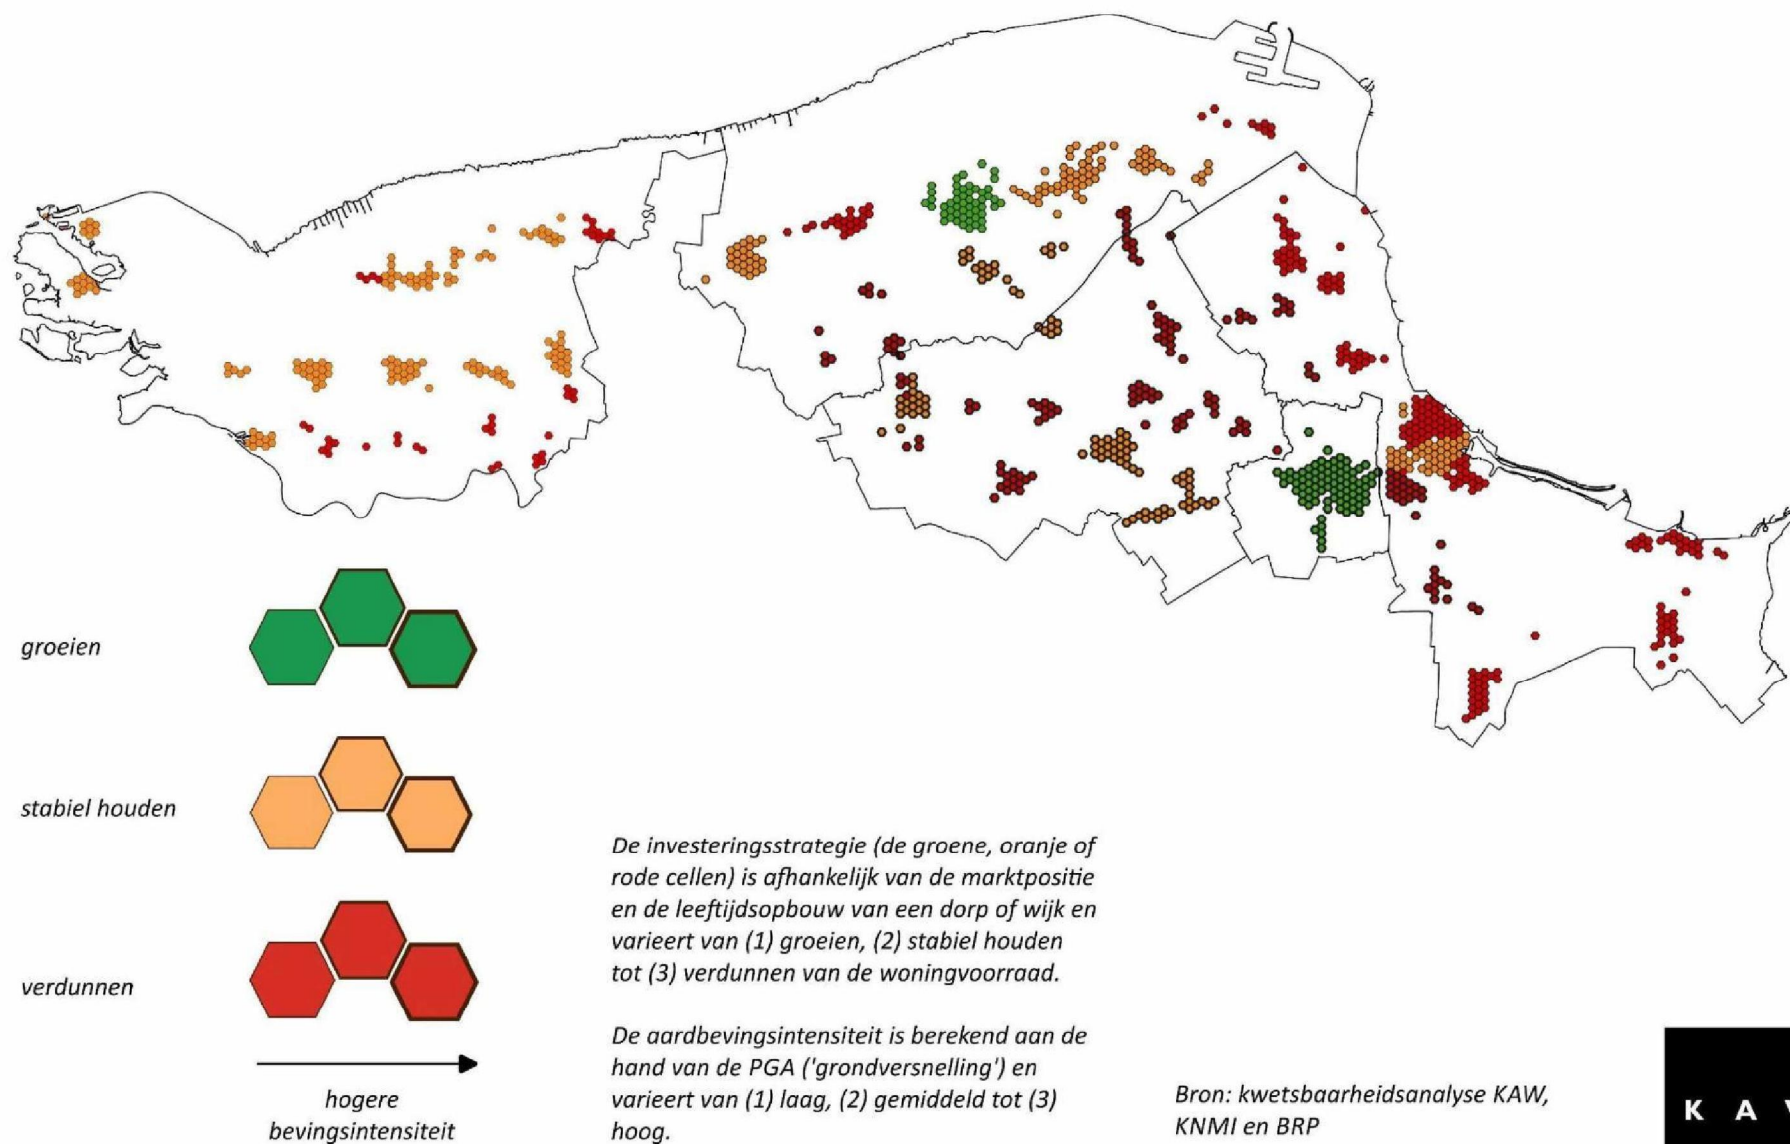 groeien
stabiel houden
verdunnen
hogere
bevingsintensiteit
De investeringsstrategie (de groene, oranje of
rode cellen) is afhankelijk van de marktpositie
en de leeftijdsopbouw van een dorp of wijk en
varieert van (1) groeien, (2) stabiel houden
tot (3) verdunnen van de woningvoorraad.
De aardbevingsintensiteit is berekend aan de
hand van de PGA ('grondversnelling') en
varieert van (1) laag, (2) gemiddeld tot (3)
hoog.
Bron: kwetsbaarheidsanalyse KAW,
KNMI en BRP
K A